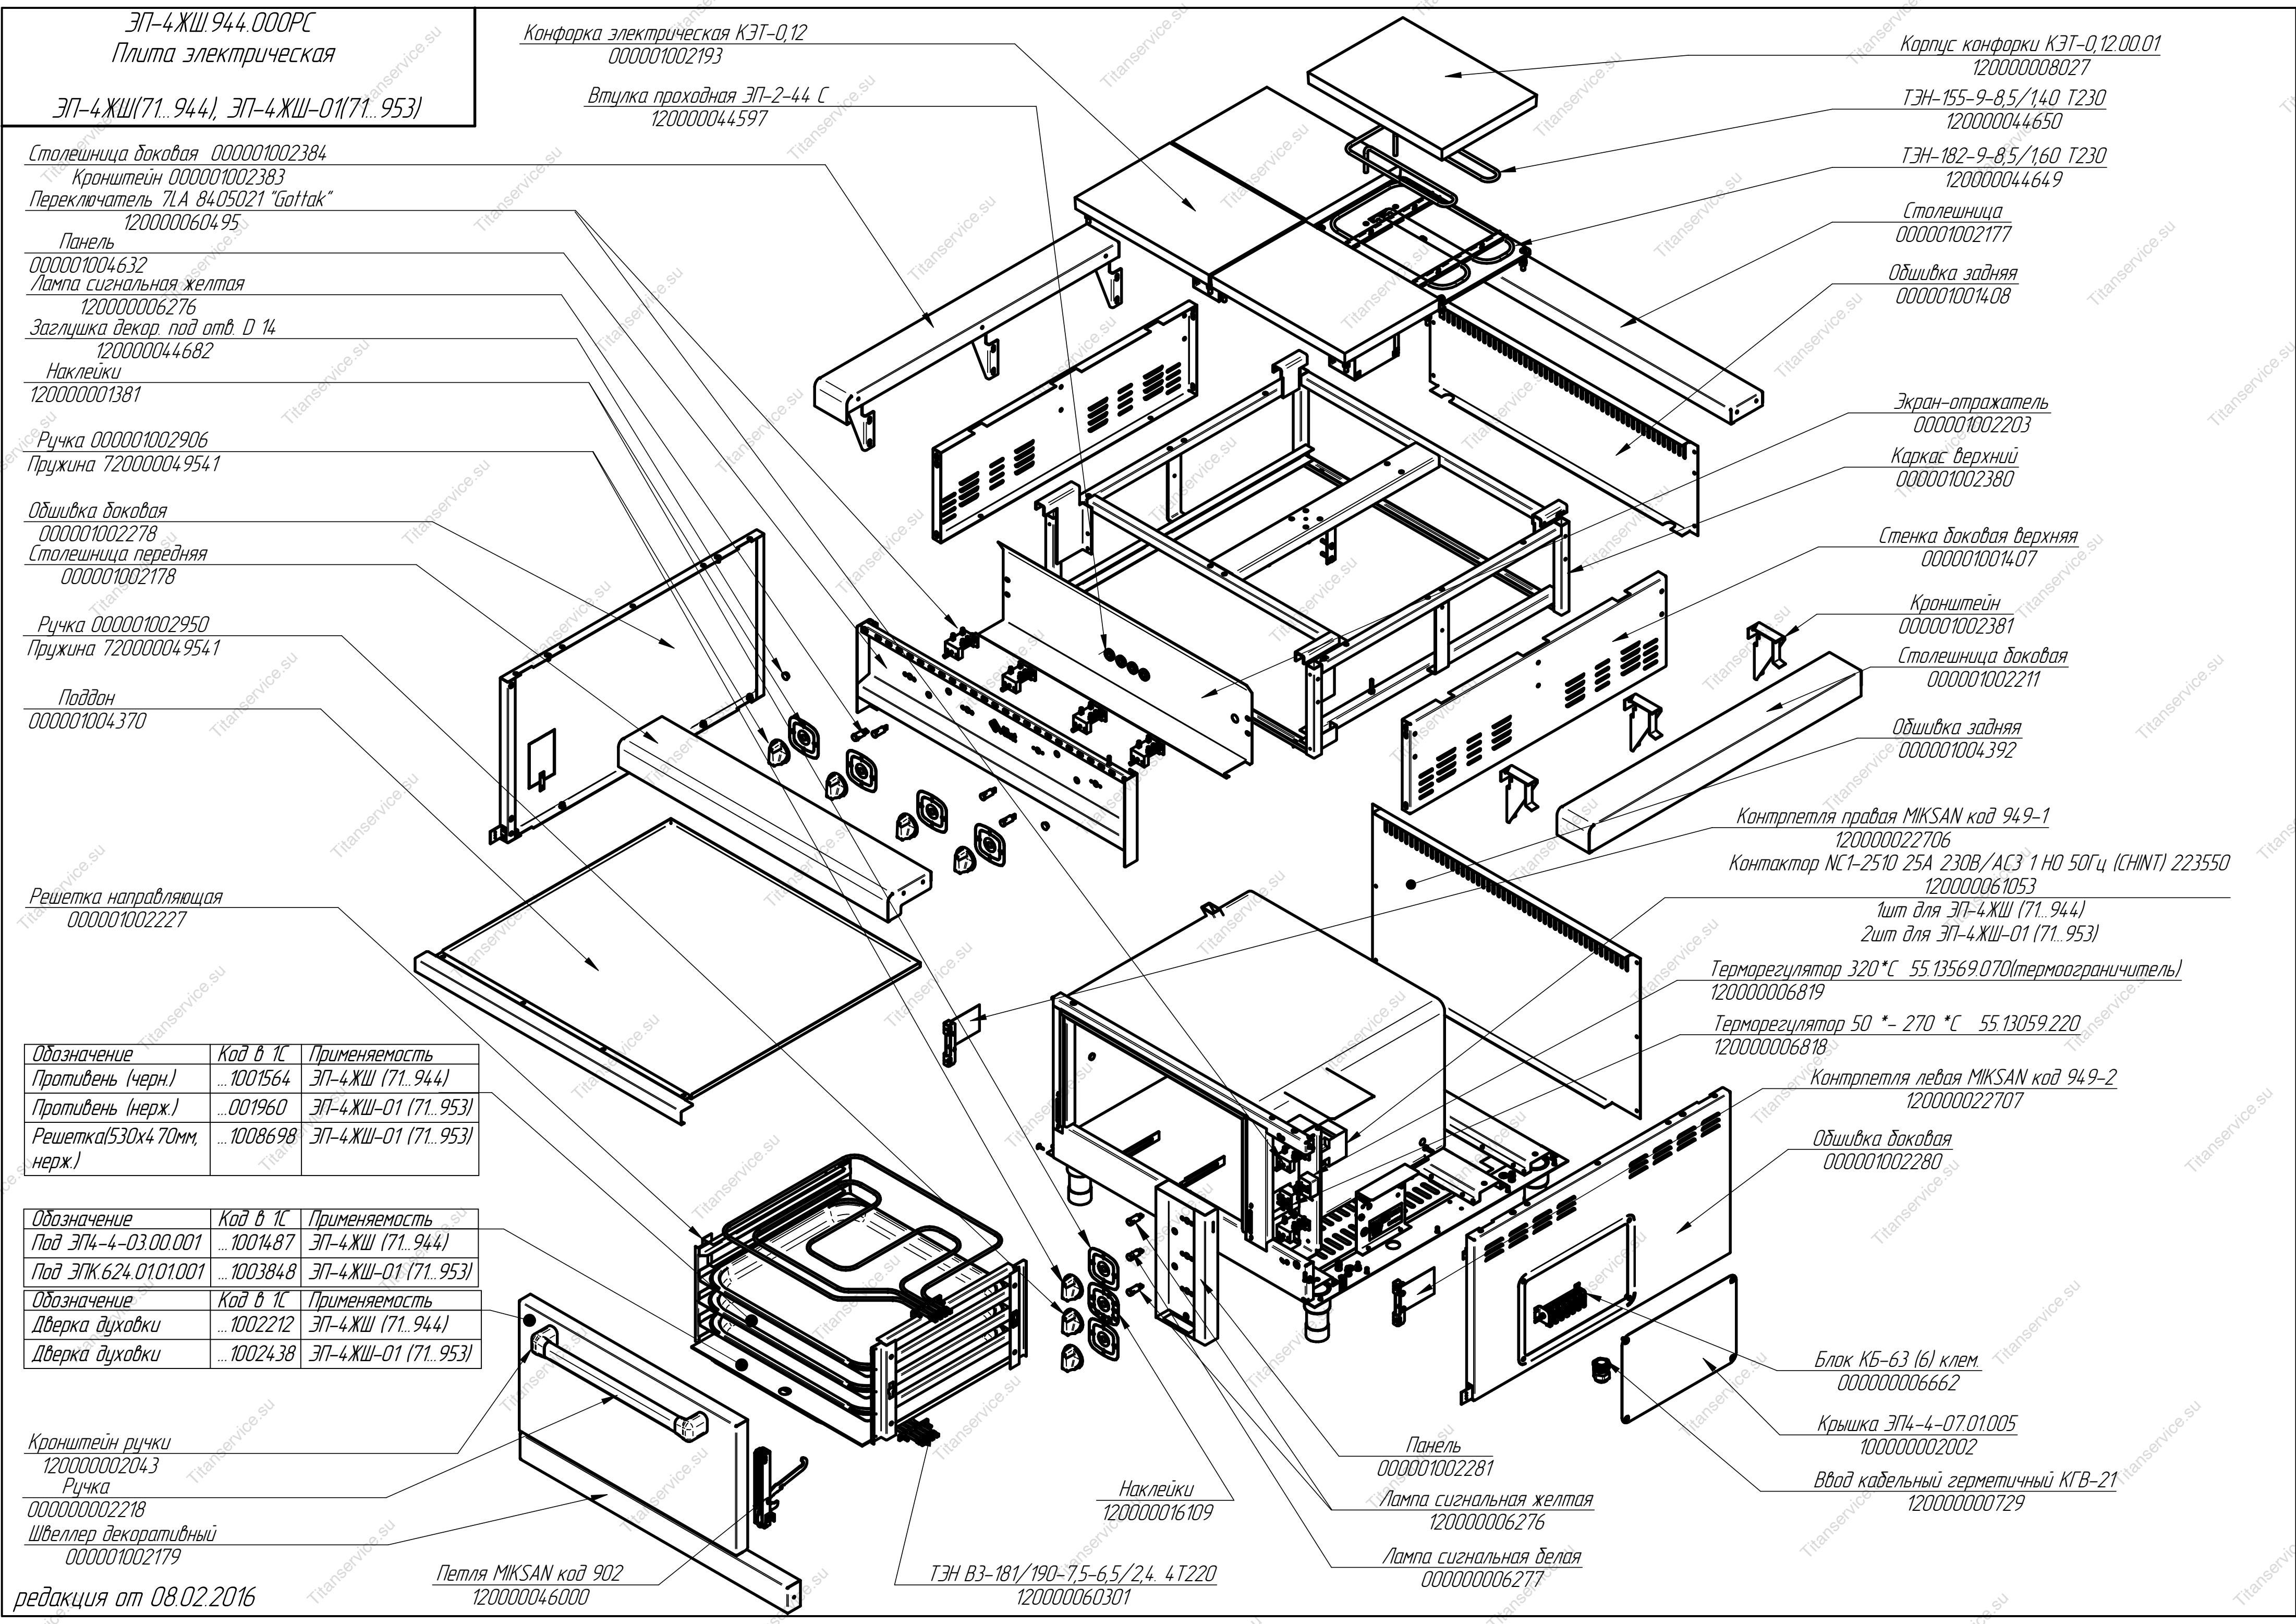 ЭП-4ЖШ.944.000РС
Плита электрическая
ЭП-4ЖШ(71...944), ЭП-4ЖШ-01(71...953)
Конфорка электрическая КЭТ-0,12
000001002193
Втулка проходная ЭП-2-44 С
120000044597
Столешница боковая 000001002384
Кронштейн 000001002383
Переключатель 7LA 8405021 "Gottak"
120000060495
Панель
000001004632
Лампа сигнальная желтая
120000006276
Заглушка декор. под отв. D 14
120000044682
Наклейки
120000001381
Ручка 000001002906
Пружина 720000049541
Обшивка боковая
000001002278
Столешница передняя
000001002178
Ручка 000001002950
Пружина 720000049541
Поддон
000001004370
Решетка направляющая
000001002227
Обозначение Код в 1С Применяемость
Противень (черн.) ...1001564 ЭП-4ЖШ (71...944)
Противень (нерж.) ...001960 ЭП-4ЖШ-01 (71...953)
Решетка(530х470мм, ...1008698 ЭП-4ЖШ-01 (71...953)
нерж.)
Обозначение Код в 1С Применяемость
Под ЭП4-4-03.00.001 ...1001487 ЭП-4ЖШ (71...944)
Под ЭПК.624.01.01.001 ...1003848 ЭП-4ЖШ-01 (71...953)
Обозначение Код в 1С Применяемость
Дверка духовки ...1002212 ЭП-4ЖШ (71...944)
Дверка духовки ...1002438 ЭП-4ЖШ-01 (71...953)
Кронштейн ручки
120000002043
Ручка
000000002218
Швеллер декоративный
000001002179
редакция от 08.02.2016
Петля MIKSAN код 902
120000046000
ТЭН В3-181/190-7,5-6,5/2,4. 4Т220
120000060301
Наклейки
120000016109
Корпус конфорки КЭТ-0,12.00.01
120000008027
ТЭН-155-9-8,5/1,40 Т230
120000044650
ТЭН-182-9-8,5/1,60 Т230
120000044649
Столешница
000001002177
Обшивка задняя
000001001408
Экран-отражатель
000001002203
Каркас верхний
000001002380
Стенка боковая верхняя
000001001407
Кронштейн
000001002381
Столешница боковая
000001002211
Обшивка задняя
000001004392
Контрпетля правая MIKSAN код 949-1
120000022706
Контактор NC1-2510 25А 230В/АС3 1 НО 50Гц (CHINT) 223550
120000061053
1шт для ЭП-4ЖШ (71...944)
2шт для ЭП-4ЖШ-01 (71...953)
Терморегулятор 320*С 55.13569.070(термоограничитель)
120000006819
Терморегулятор 50 *- 270 *С 55.13059.220
120000006818
Контрпетля левая MIKSAN код 949-2
120000022707
Обшивка боковая
000001002280
Блок КБ-63 (6) клем.
000000006662
Крышка ЭП4-4-07.01.005
100000002002
Ввод кабельный герметичный КГВ-21
120000000729
Панель
000001002281
Лампа сигнальная желтая
120000006276
Лампа сигнальная белая
000000006277
Titanservice.su